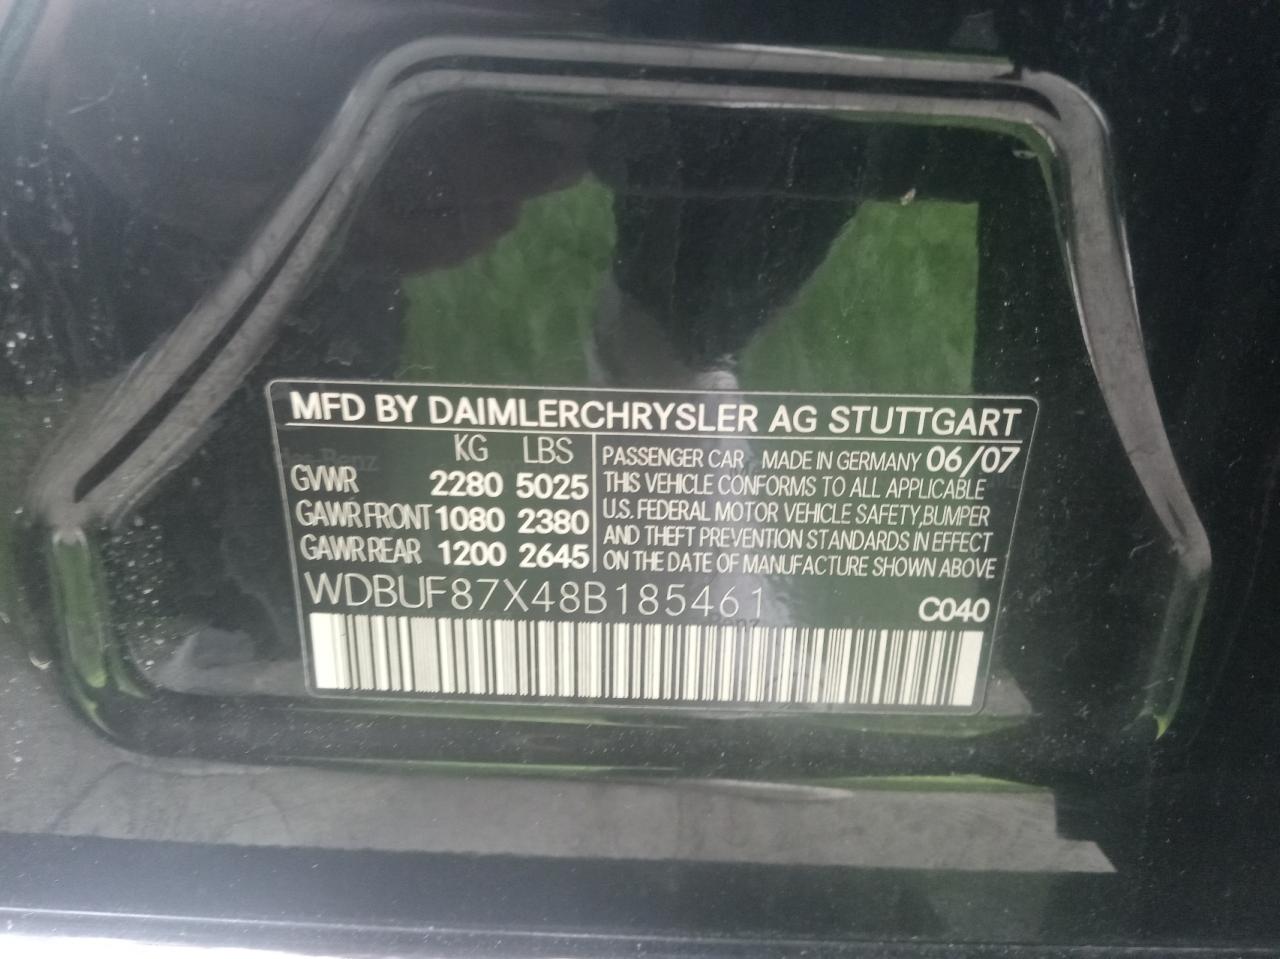 MFD BY DAIMLERCHRYSLER AG STUTTGART
KG LBS
GVWR 2280 5025
GAWR FRONT 1080 2380
GAWR REAR 1200 2645
PASSENGER CAR MADE IN GERMANY 06/07
THIS VEHICLE CONFORMS TO ALL APPLICABLE
U.S. FEDERAL MOTOR VEHICLE SAFETY,BUMPER
AND THEFT PREVENTION STANDARDS IN EFFECT
ON THE DATE OF MANUFACTURE SHOWN ABOVE
WDBUF87X48B185461
C040